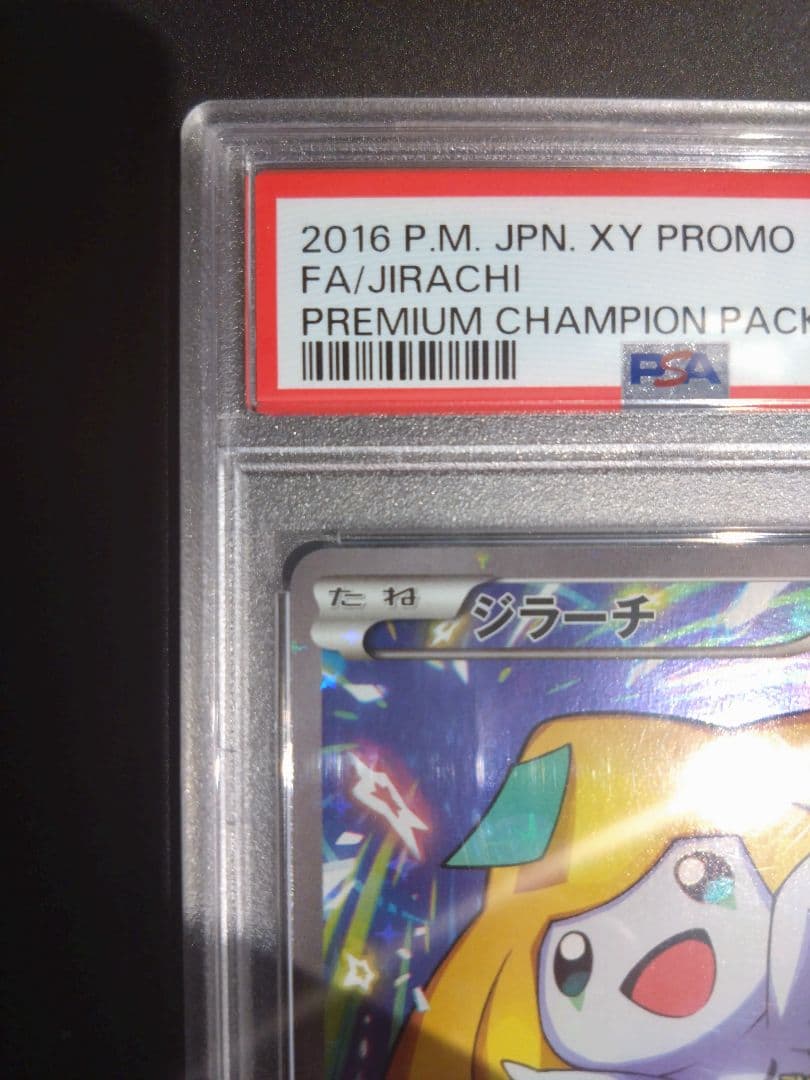 2016 P.M. JPN. XY PROMO
FA/JIRACHI
PREMIUM CHAMPION PACK
PSA
たね
ジラーチ